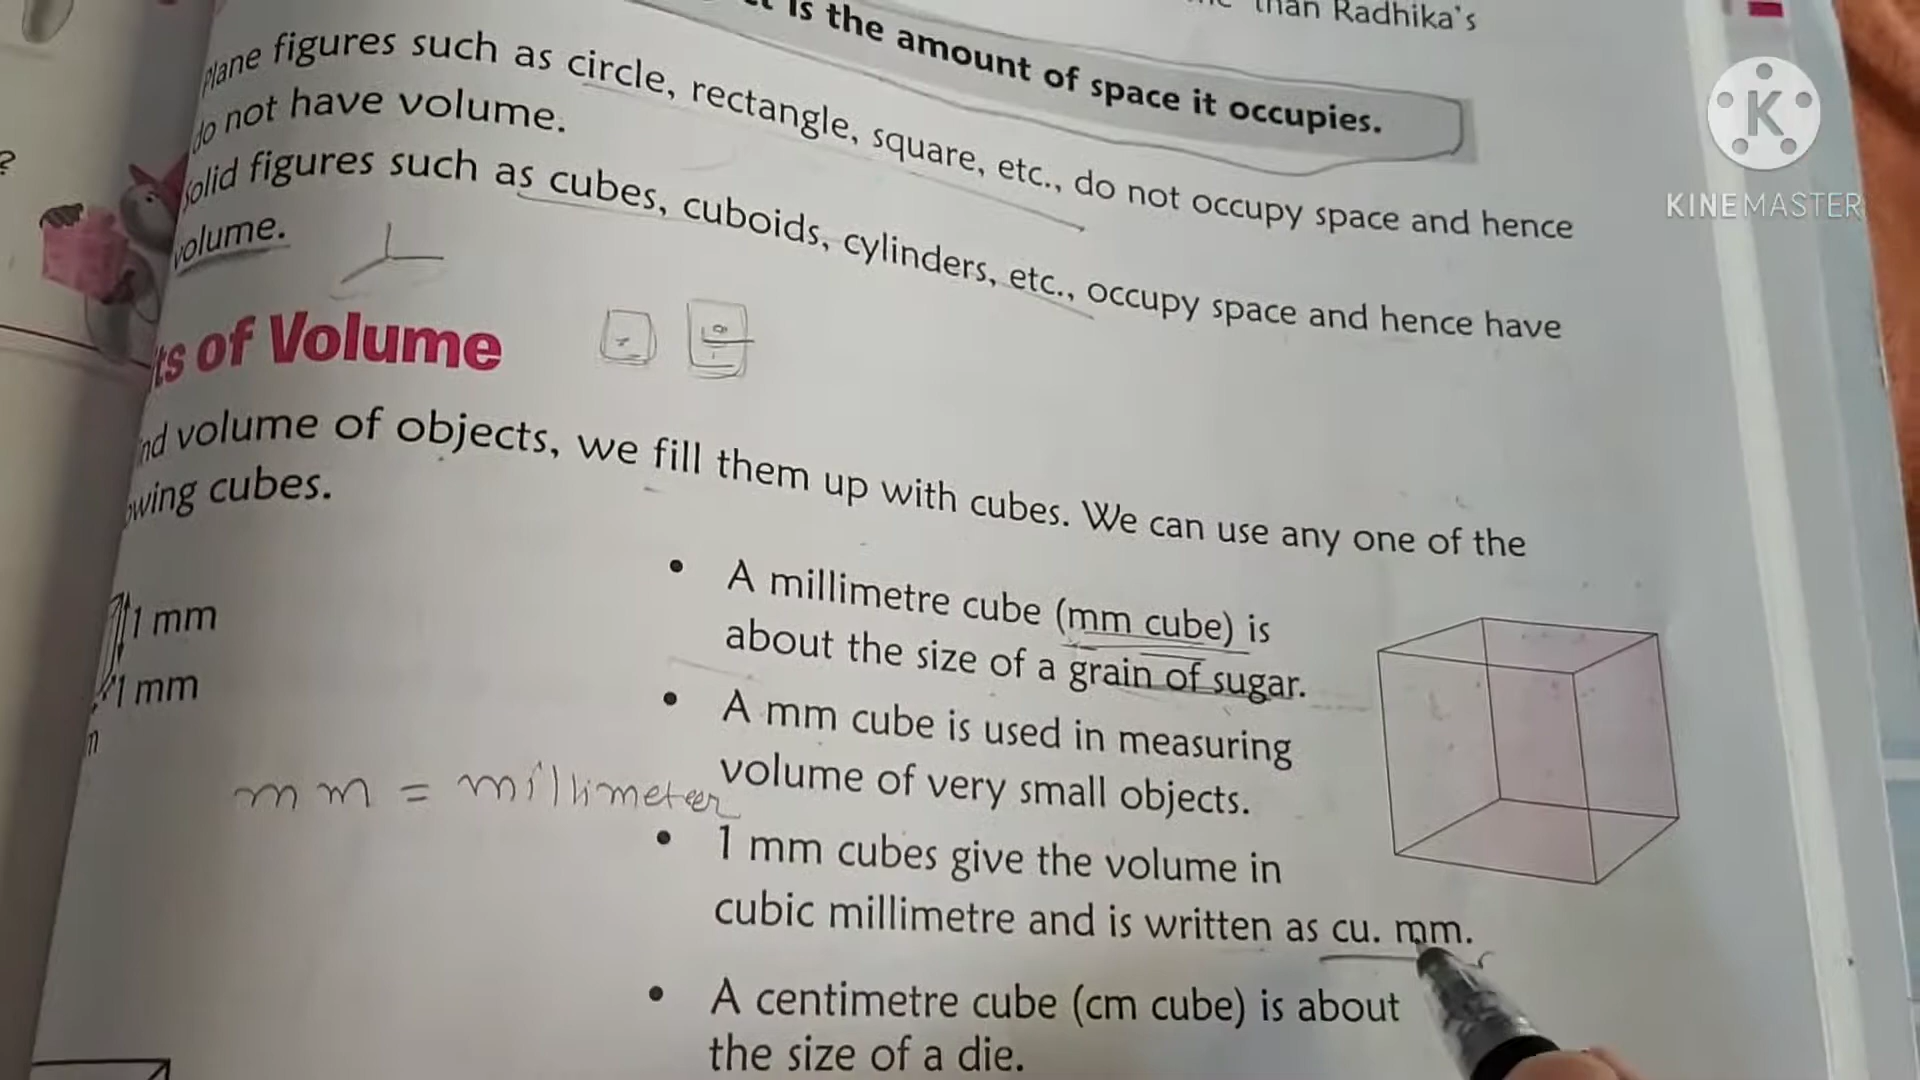 than Radhika's
is the amount of space it occupies.
Plane figures such as circle, rectangle, square, etc., do not occupy space and hence
do not have volume.
Solid figures such as cubes, cuboids, cylinders, etc., occupy space and hence have
volume.
ts of Volume
nd volume of objects, we fill them up with cubes. We can use any one of the
owing cubes.
1 mm
1 mm
mm = millimeter
• A millimetre cube (mm cube) is
about the size of a grain of sugar.
• A mm cube is used in measuring
volume of very small objects.
• 1 mm cubes give the volume in
cubic millimetre and is written as cu. mm.
• A centimetre cube (cm cube) is about
the size of a die.
?
K
KINEMASTER